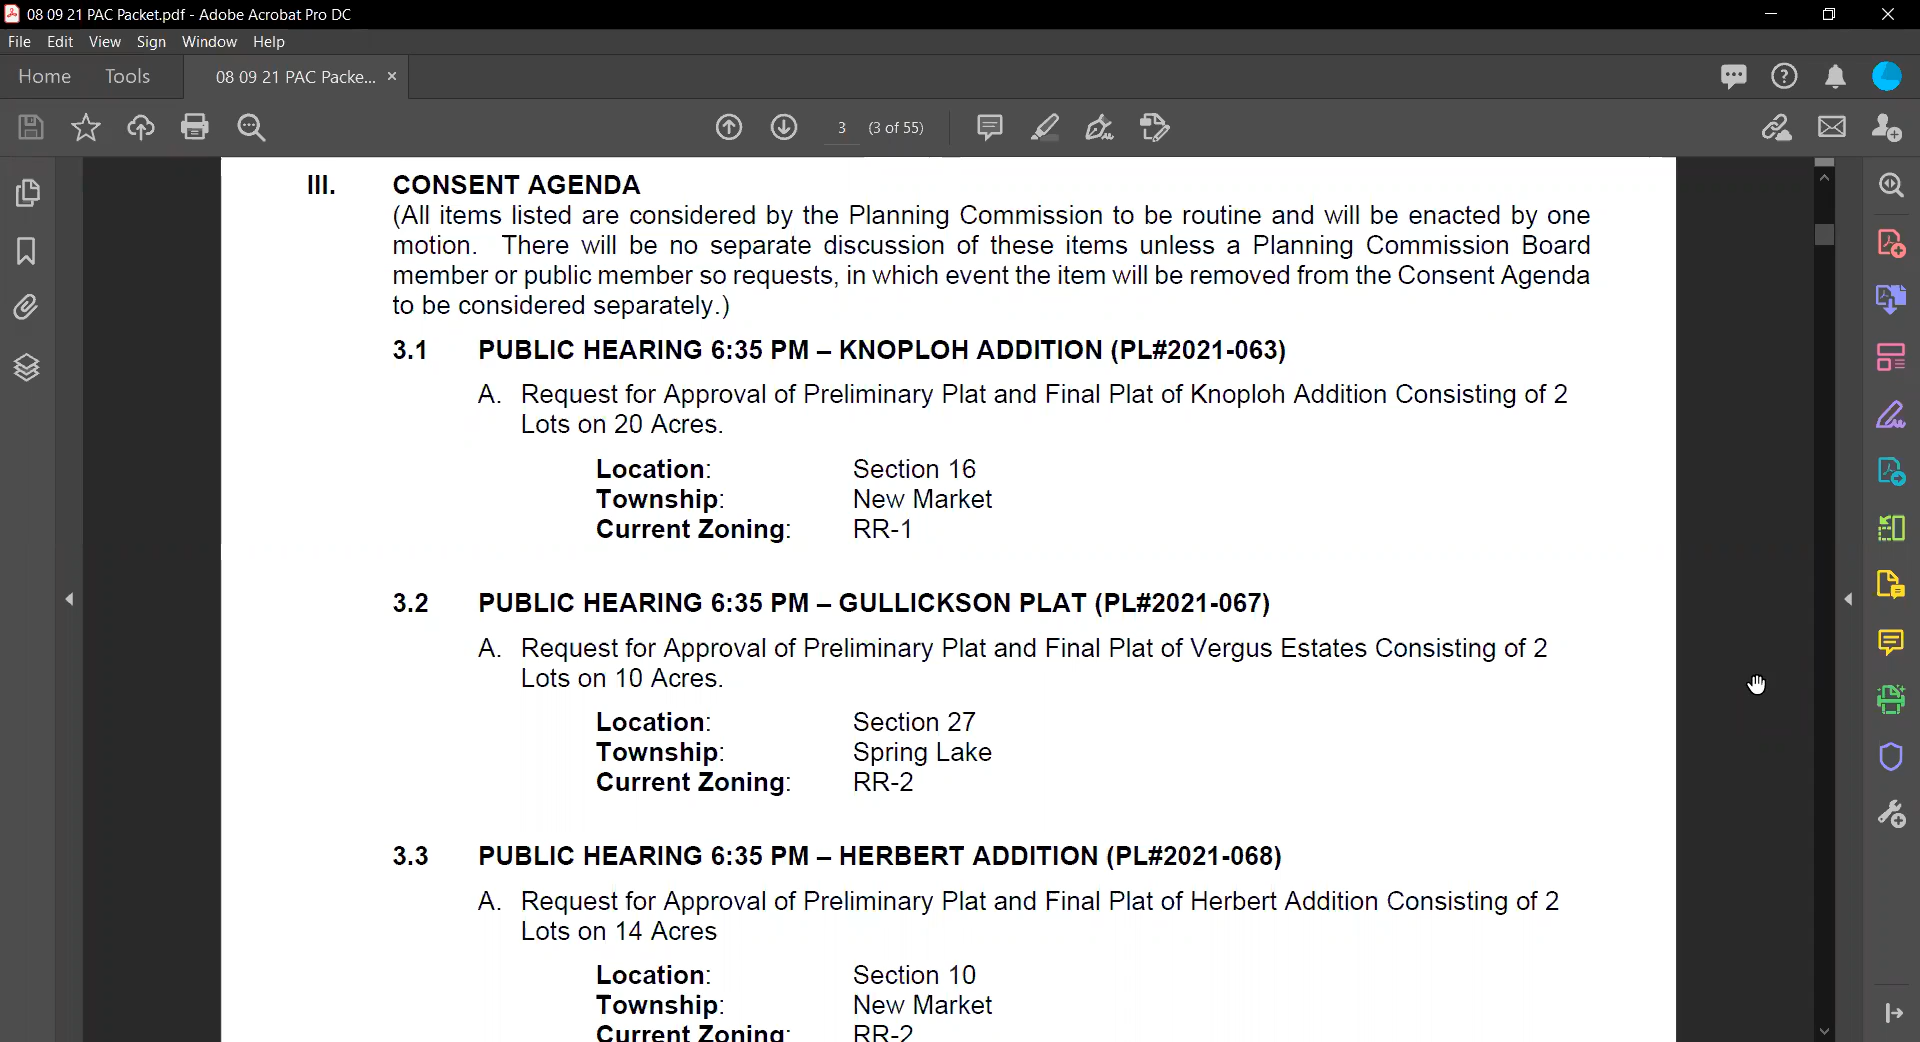 08 09 21 PAC Packet.pdf - Adobe Acrobat Pro DC
File Edit View Sign Window Help
Home Tools 08 09 21 PAC Packe... ×
3 (3 of 55)
III. CONSENT AGENDA
(All items listed are considered by the Planning Commission to be routine and will be enacted by one
motion. There will be no separate discussion of these items unless a Planning Commission Board
member or public member so requests, in which event the item will be removed from the Consent Agenda
to be considered separately.)
3.1 PUBLIC HEARING 6:35 PM – KNOPLOH ADDITION (PL#2021-063)
A. Request for Approval of Preliminary Plat and Final Plat of Knoploh Addition Consisting of 2
Lots on 20 Acres.
Location: Section 16
Township: New Market
Current Zoning: RR-1
3.2 PUBLIC HEARING 6:35 PM – GULLICKSON PLAT (PL#2021-067)
A. Request for Approval of Preliminary Plat and Final Plat of Vergus Estates Consisting of 2
Lots on 10 Acres.
Location: Section 27
Township: Spring Lake
Current Zoning: RR-2
3.3 PUBLIC HEARING 6:35 PM – HERBERT ADDITION (PL#2021-068)
A. Request for Approval of Preliminary Plat and Final Plat of Herbert Addition Consisting of 2
Lots on 14 Acres
Location: Section 10
Township: New Market
Current Zoning: RR-2